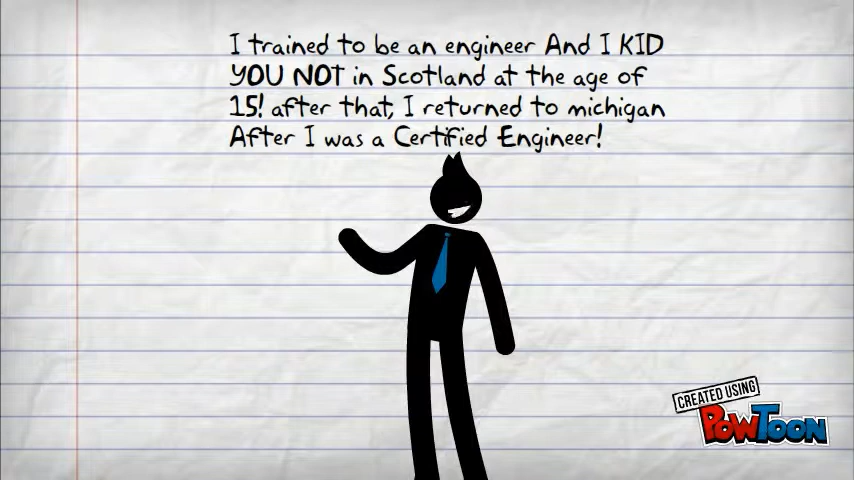 I trained to be an engineer And I KID
YOU NOT in Scotland at the age of
15! after that, I returned to michigan
After I was a Certified Engineer!
CREATED USING
POWTOON